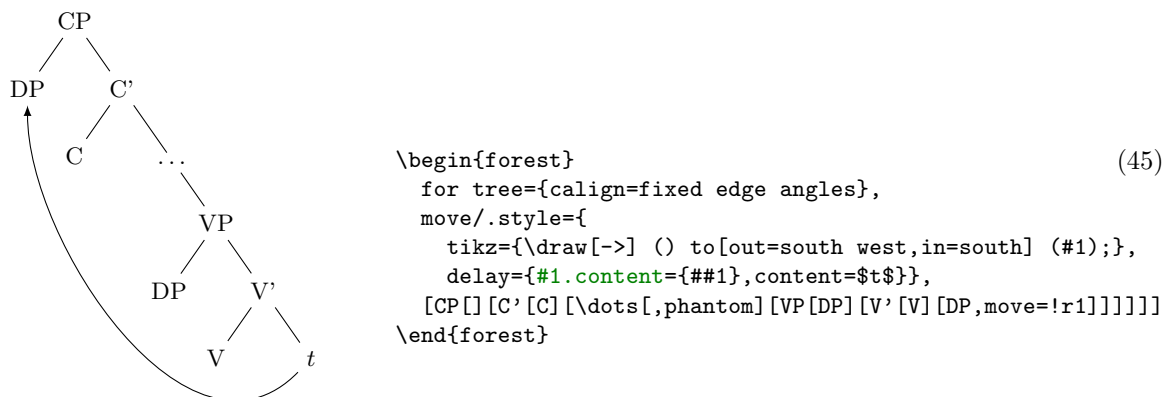 CP
DP C’
C …
VP
DP V’
V t
\begin{forest} (45)
for tree={calign=fixed edge angles},
move/.style={
tikz={\draw[->] () to[out=south west,in=south] (#1);},
delay={#1.content={##1},content=$t$}},
[CP[][C’[C][\dots[,phantom][VP[DP][V’[V][DP,move=!r1]]]]]]
\end{forest}